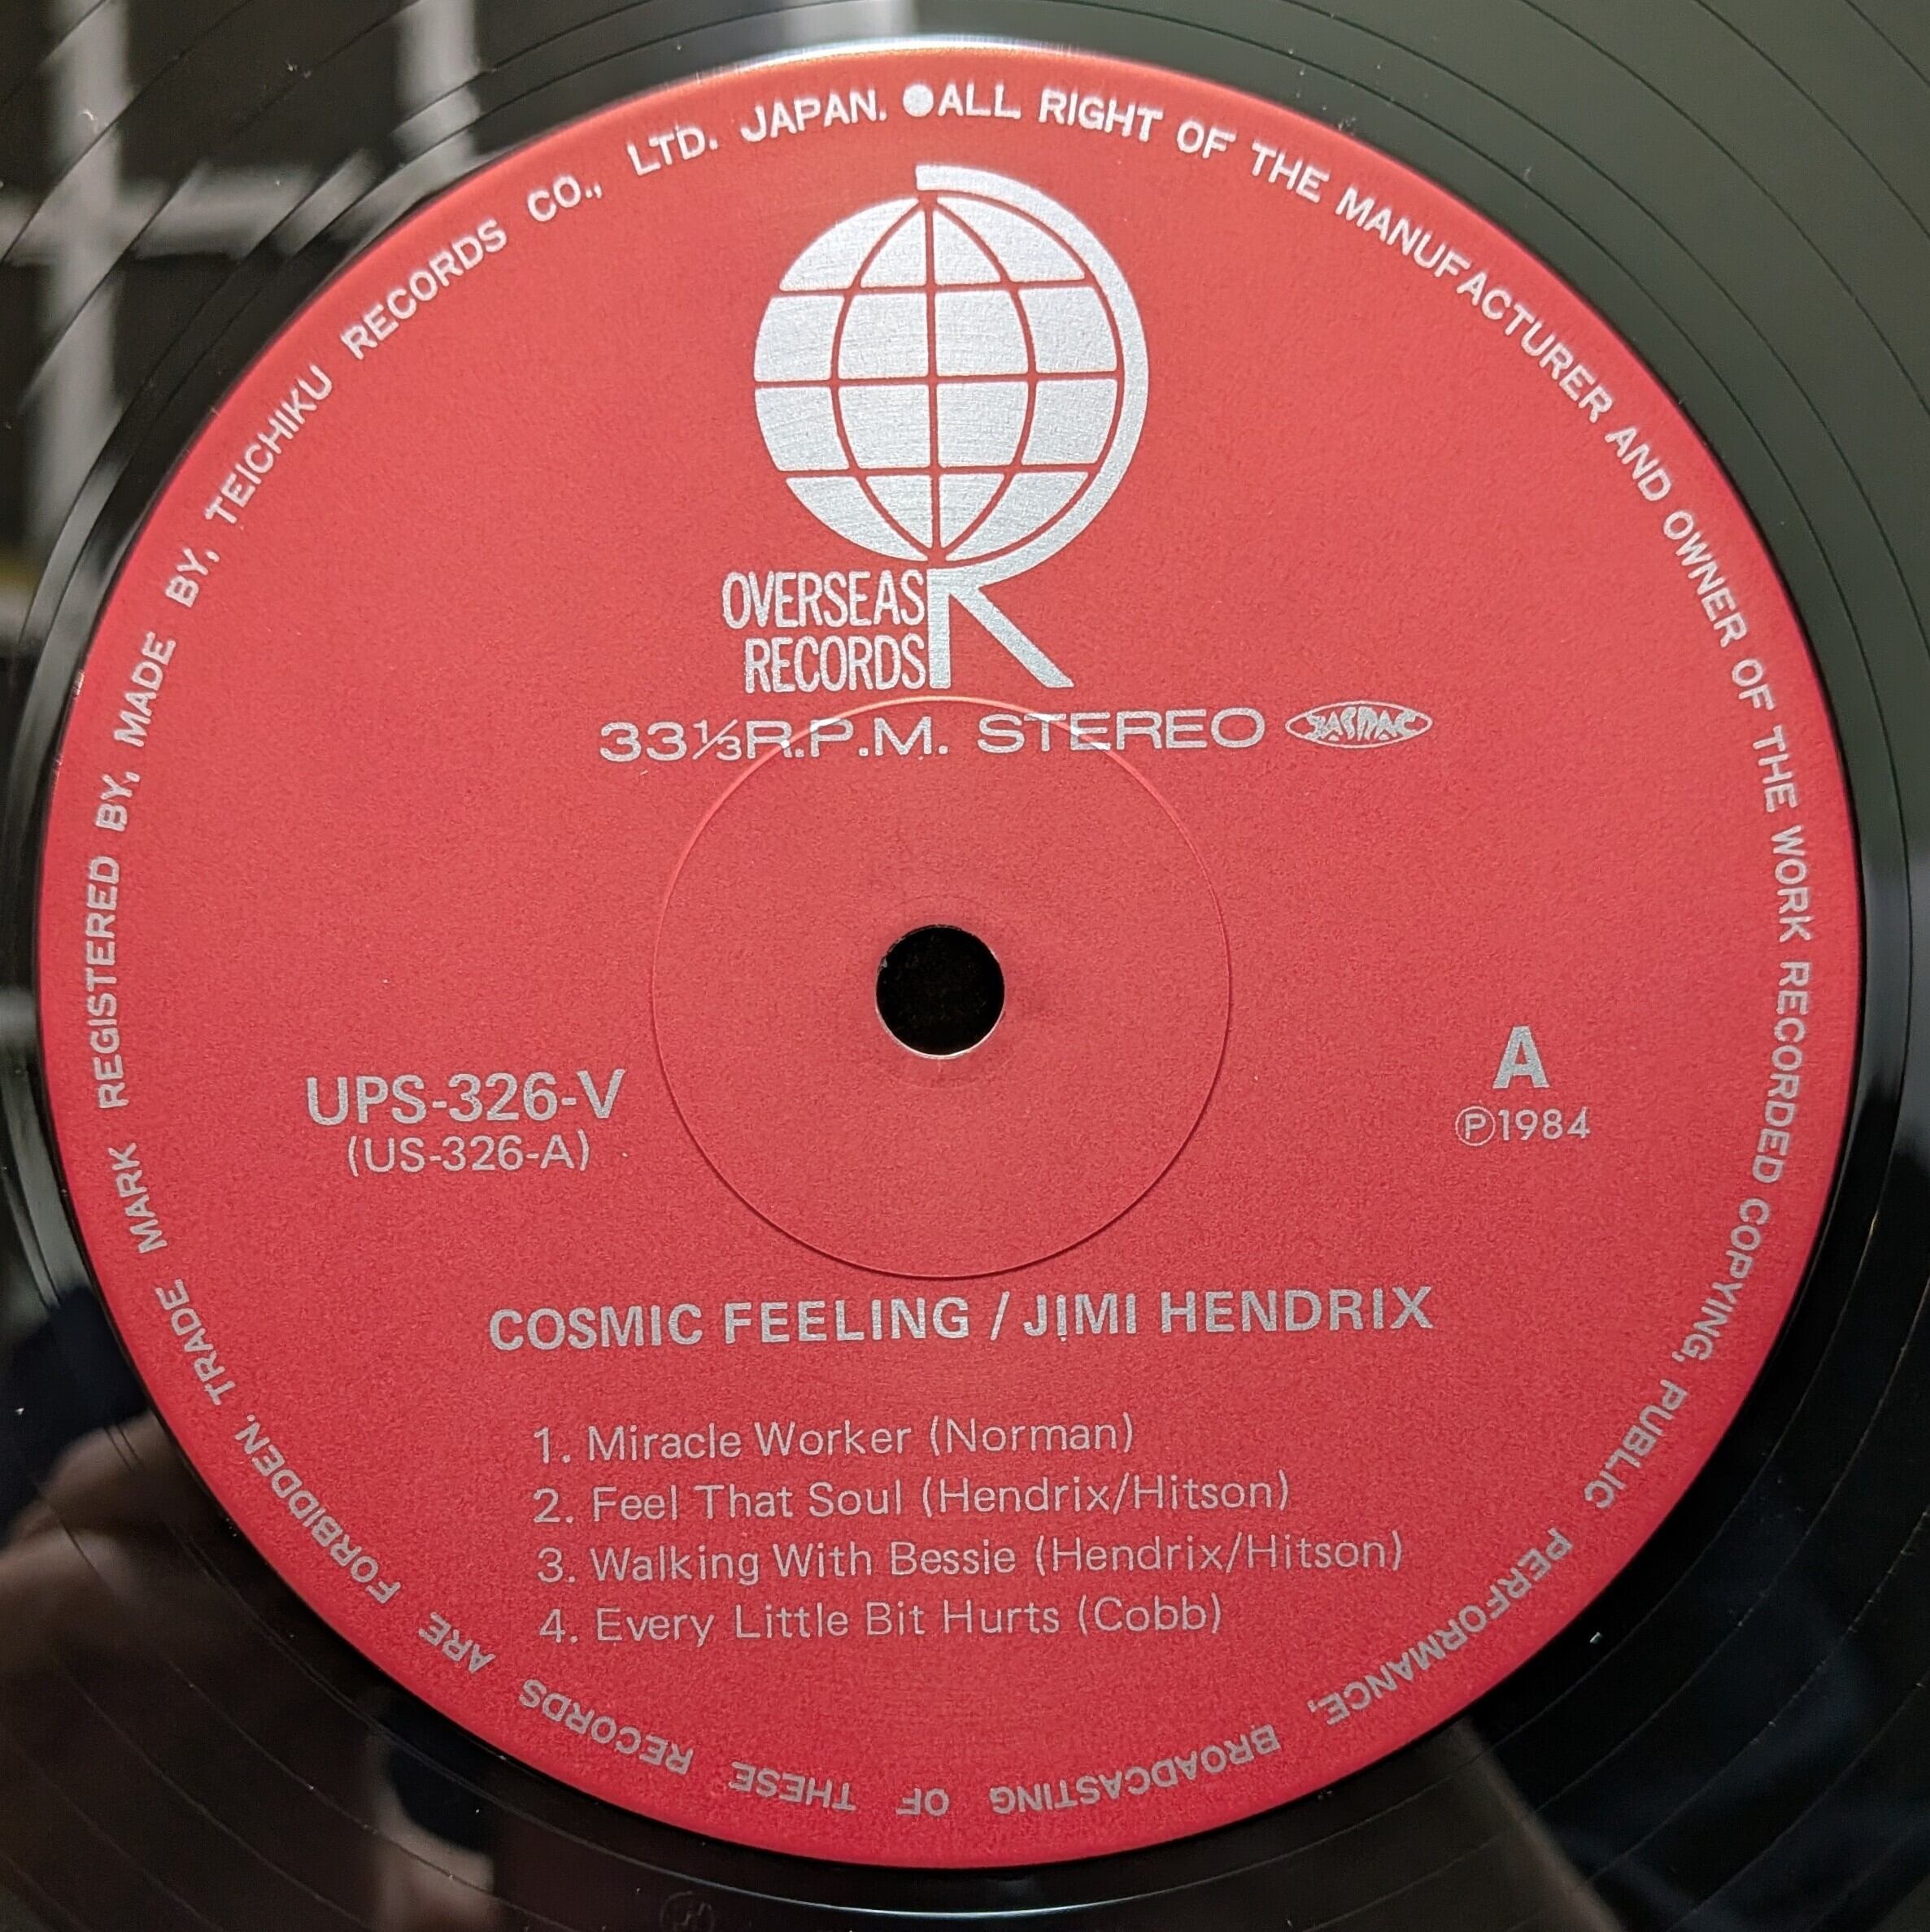 TRADE MARK REGISTERED BY, MADE BY, TEICHIKU RECORDS CO., LTD. JAPAN. ●ALL RIGHT OF THE MANUFACTURER AND OWNER OF THE WORK RECORDED COPYING, PUBLIC PERFORMANCE, BROADCASTING OF THESE RECORDS ARE FORBIDDEN.
OVERSEAS
RECORDS
R
33⅓R.P.M. STEREO JASRAC
A
UPS-326-V
℗1984
(US-326-A)
COSMIC FEELING / JIMI HENDRIX
1. Miracle Worker (Norman)
2. Feel That Soul (Hendrix/Hitson)
3. Walking With Bessie (Hendrix/Hitson)
4. Every Little Bit Hurts (Cobb)